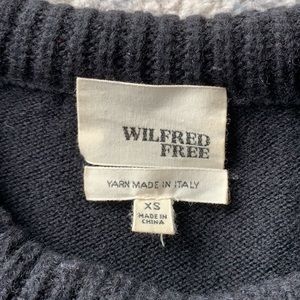 WILFRED
FREE
YARN MADE IN ITALY
XS
MADE IN
CHINA